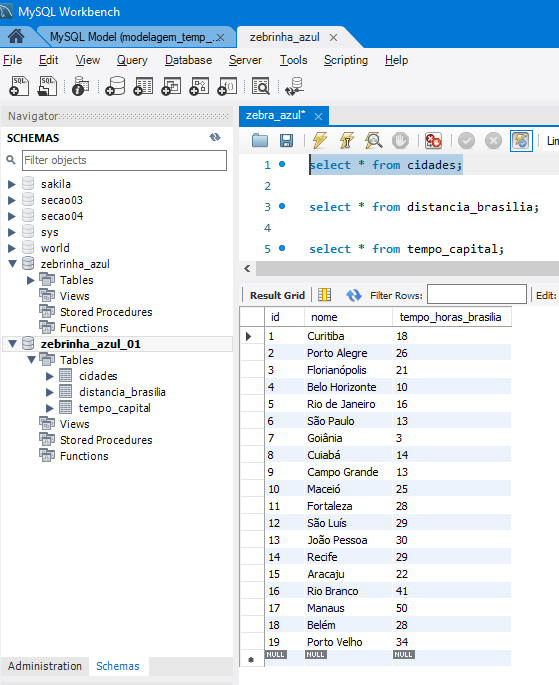 MySQL Workbench
MySQL Model (modelagem_temp_... ×
zebrinha_azul ×
File Edit View Query Database Server Tools Scripting Help
Navigator
SCHEMAS
Filter objects
sakila
secao03
secao04
sys
world
zebrinha_azul
Tables
Views
Stored Procedures
Functions
zebrinha_azul_01
Tables
cidades
distancia_brasilia
tempo_capital
Views
Stored Procedures
Functions
Administration Schemas
zebra_azul* ×
Lim
1 select * from cidades;
2
3 select * from distancia_brasilia;
4
5 select * from tempo_capital;
Result Grid Filter Rows: Edit:
id nome tempo_horas_brasilia
1 Curitiba 18
2 Porto Alegre 26
3 Florianópolis 21
4 Belo Horizonte 10
5 Rio de Janeiro 16
6 São Paulo 13
7 Goiânia 3
8 Cuiabá 14
9 Campo Grande 13
10 Maceió 25
11 Fortaleza 28
12 São Luís 29
13 João Pessoa 30
14 Recife 29
15 Aracaju 22
16 Rio Branco 41
17 Manaus 50
18 Belém 28
19 Porto Velho 34
NULL NULL NULL